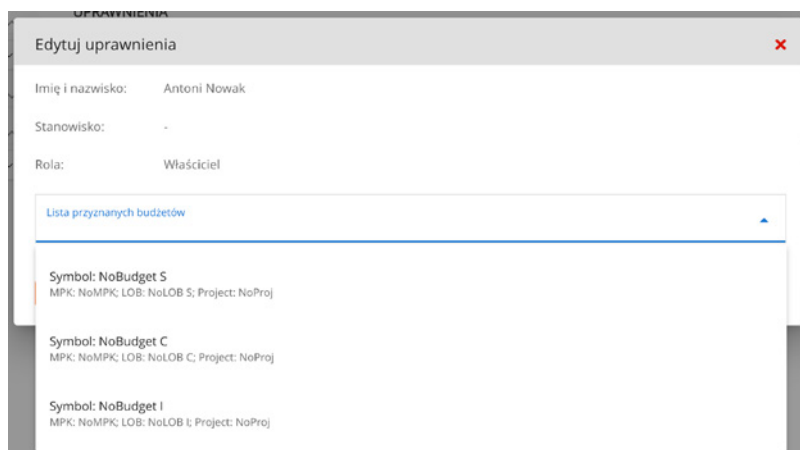 UPRAWNIENIA
Edytuj uprawnienia
Imię i nazwisko: Antoni Nowak
Stanowisko: -
Rola: Właściciel
Lista przyznanych budżetów
Symbol: NoBudget S
MPK: NoMPK; LOB: NoLOB S; Project: NoProj
Symbol: NoBudget C
MPK: NoMPK; LOB: NoLOB C; Project: NoProj
Symbol: NoBudget I
MPK: NoMPK; LOB: NoLOB I; Project: NoProj